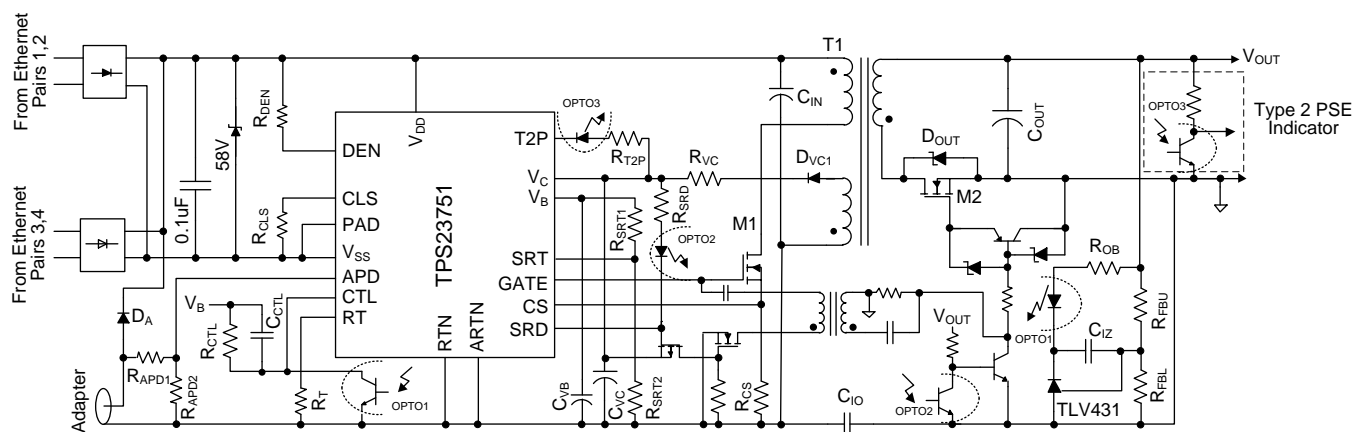 From Ethernet
Pairs 1,2
From Ethernet
Pairs 3,4
Adapter
0.1uF
58V
RDEN
RCLS
DA
RAPD1
RAPD2
VB
RCTL
CCTL
RT
OPTO1
TPS23751
VDD
DEN
CLS
PAD
VSS
APD
CTL
RT
RTN
ARTN
T2P
VC
VB
SRT
GATE
CS
SRD
OPTO3
RT2P
RVC
DVC1
RSRD
RSRT1
OPTO2
M1
CVB
CVC
RSRT2
RCS
CIN
T1
COUT
DOUT
M2
VOUT
OPTO3
Type 2 PSE
Indicator
ROB
RFBU
OPTO1
CIZ
RFBL
TLV431
VOUT
OPTO2
CIO